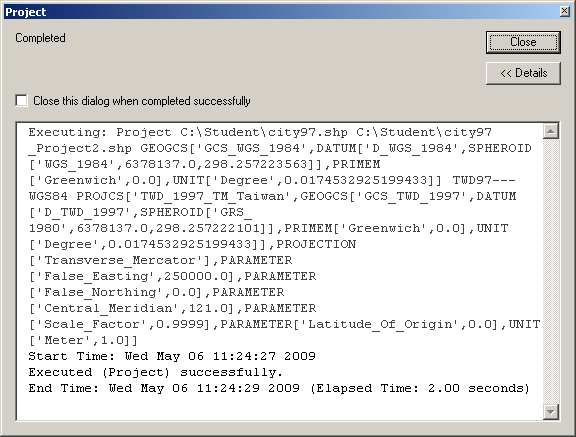 Project
Completed
Close
<< Details
Close this dialog when completed successfully
Executing: Project C:\Student\city97.shp C:\Student\city97
_Project2.shp GEOGCS['GCS_WGS_1984',DATUM['D_WGS_1984',SPHEROID
['WGS_1984',6378137.0,298.257223563]],PRIMEM
['Greenwich',0.0],UNIT['Degree',0.0174532925199433]] TWD97---
WGS84 PROJCS['TWD_1997_TM_Taiwan',GEOGCS['GCS_TWD_1997',DATUM
['D_TWD_1997',SPHEROID['GRS_
1980',6378137.0,298.257222101]],PRIMEM['Greenwich',0.0],UNIT
['Degree',0.0174532925199433]],PROJECTION
['Transverse_Mercator'],PARAMETER
['False_Easting',250000.0],PARAMETER
['False_Northing',0.0],PARAMETER
['Central_Meridian',121.0],PARAMETER
['Scale_Factor',0.9999],PARAMETER['Latitude_Of_Origin',0.0],UNIT
['Meter',1.0]]
Start Time: Wed May 06 11:24:27 2009
Executed (Project) successfully.
End Time: Wed May 06 11:24:29 2009 (Elapsed Time: 2.00 seconds)